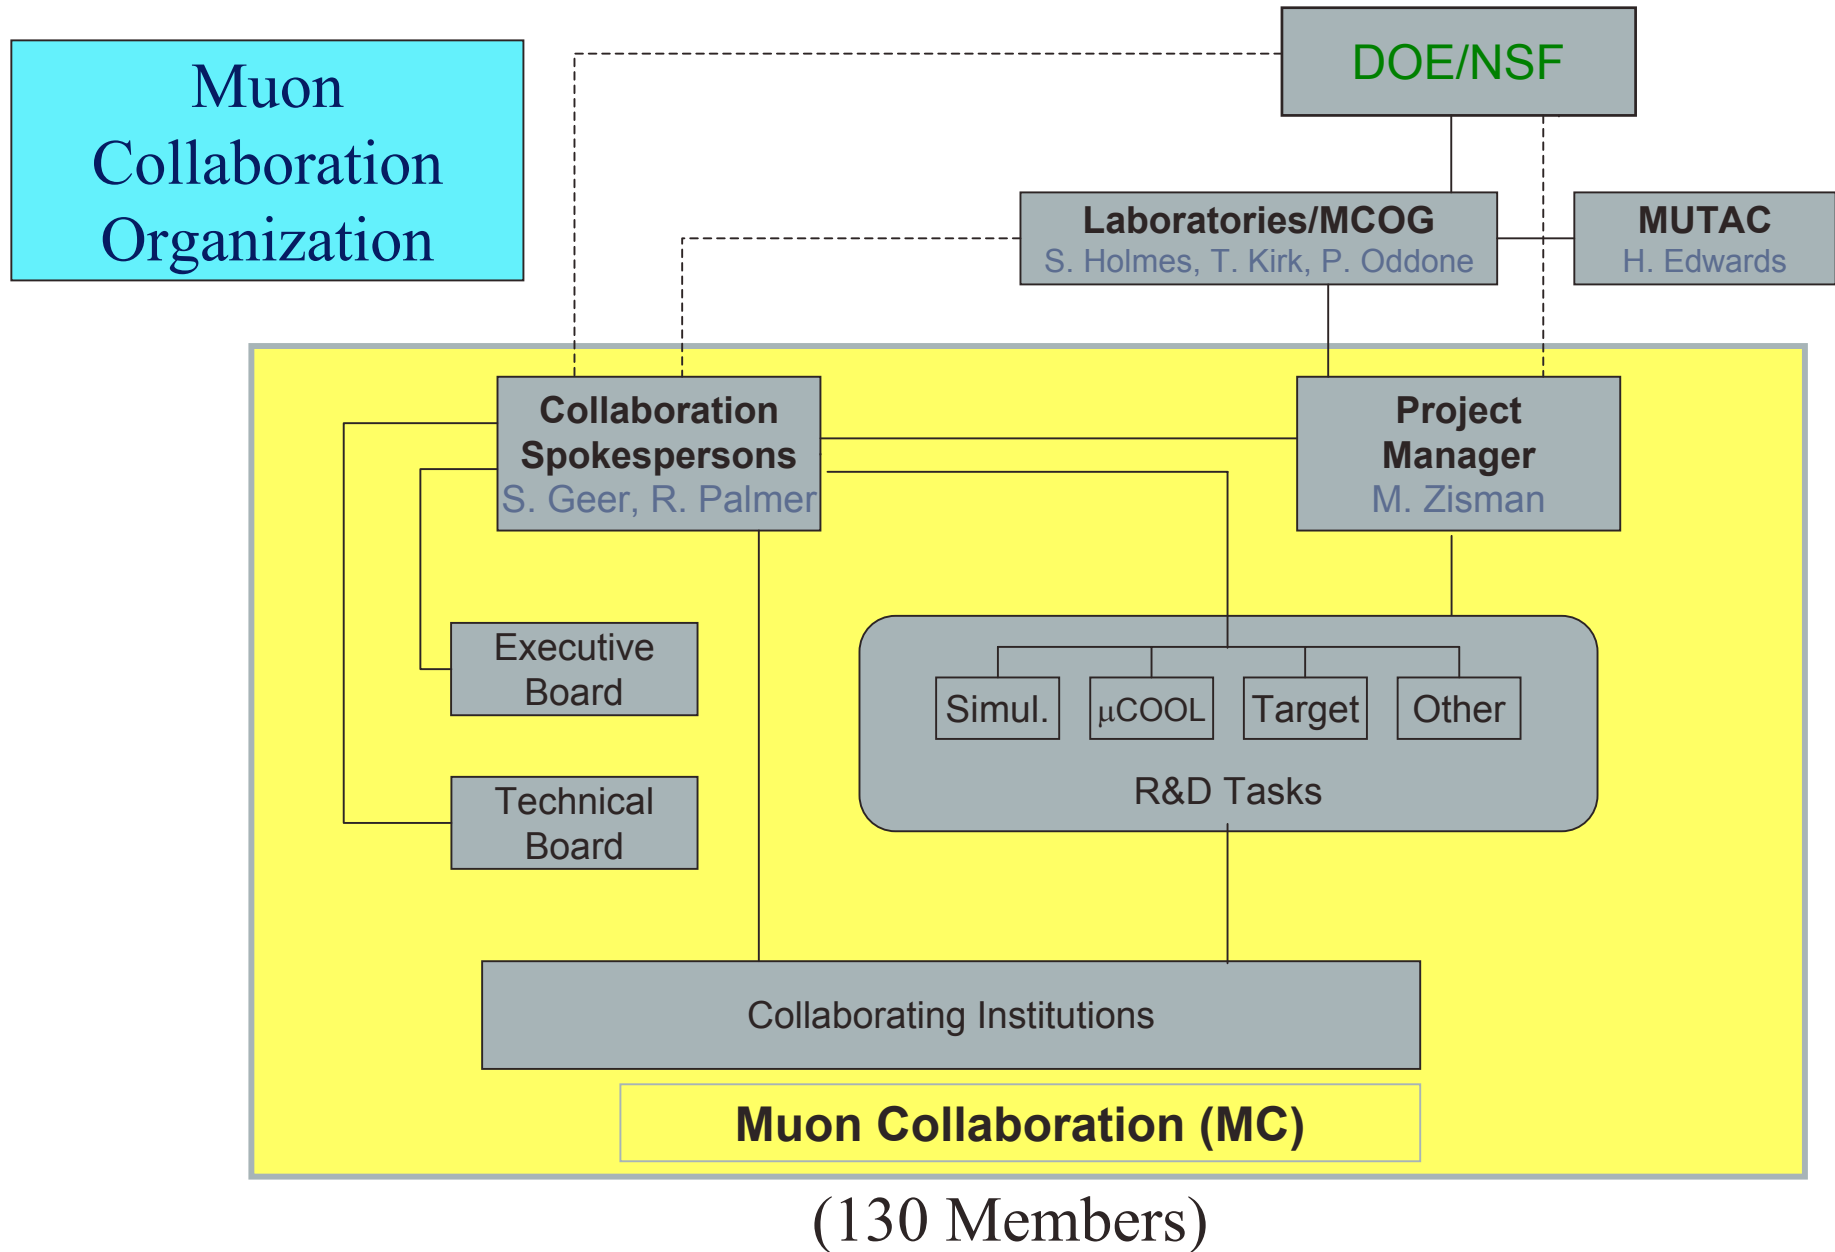 Muon
Collaboration
Organization
DOE/NSF
Laboratories/MCOG
S. Holmes, T. Kirk, P. Oddone
MUTAC
H. Edwards
Collaboration
Spokespersons
S. Geer, R. Palmer
Project
Manager
M. Zisman
Executive
Board
Technical
Board
Simul.
μCOOL
Target
Other
R&D Tasks
Collaborating Institutions
Muon Collaboration (MC)
(130 Members)